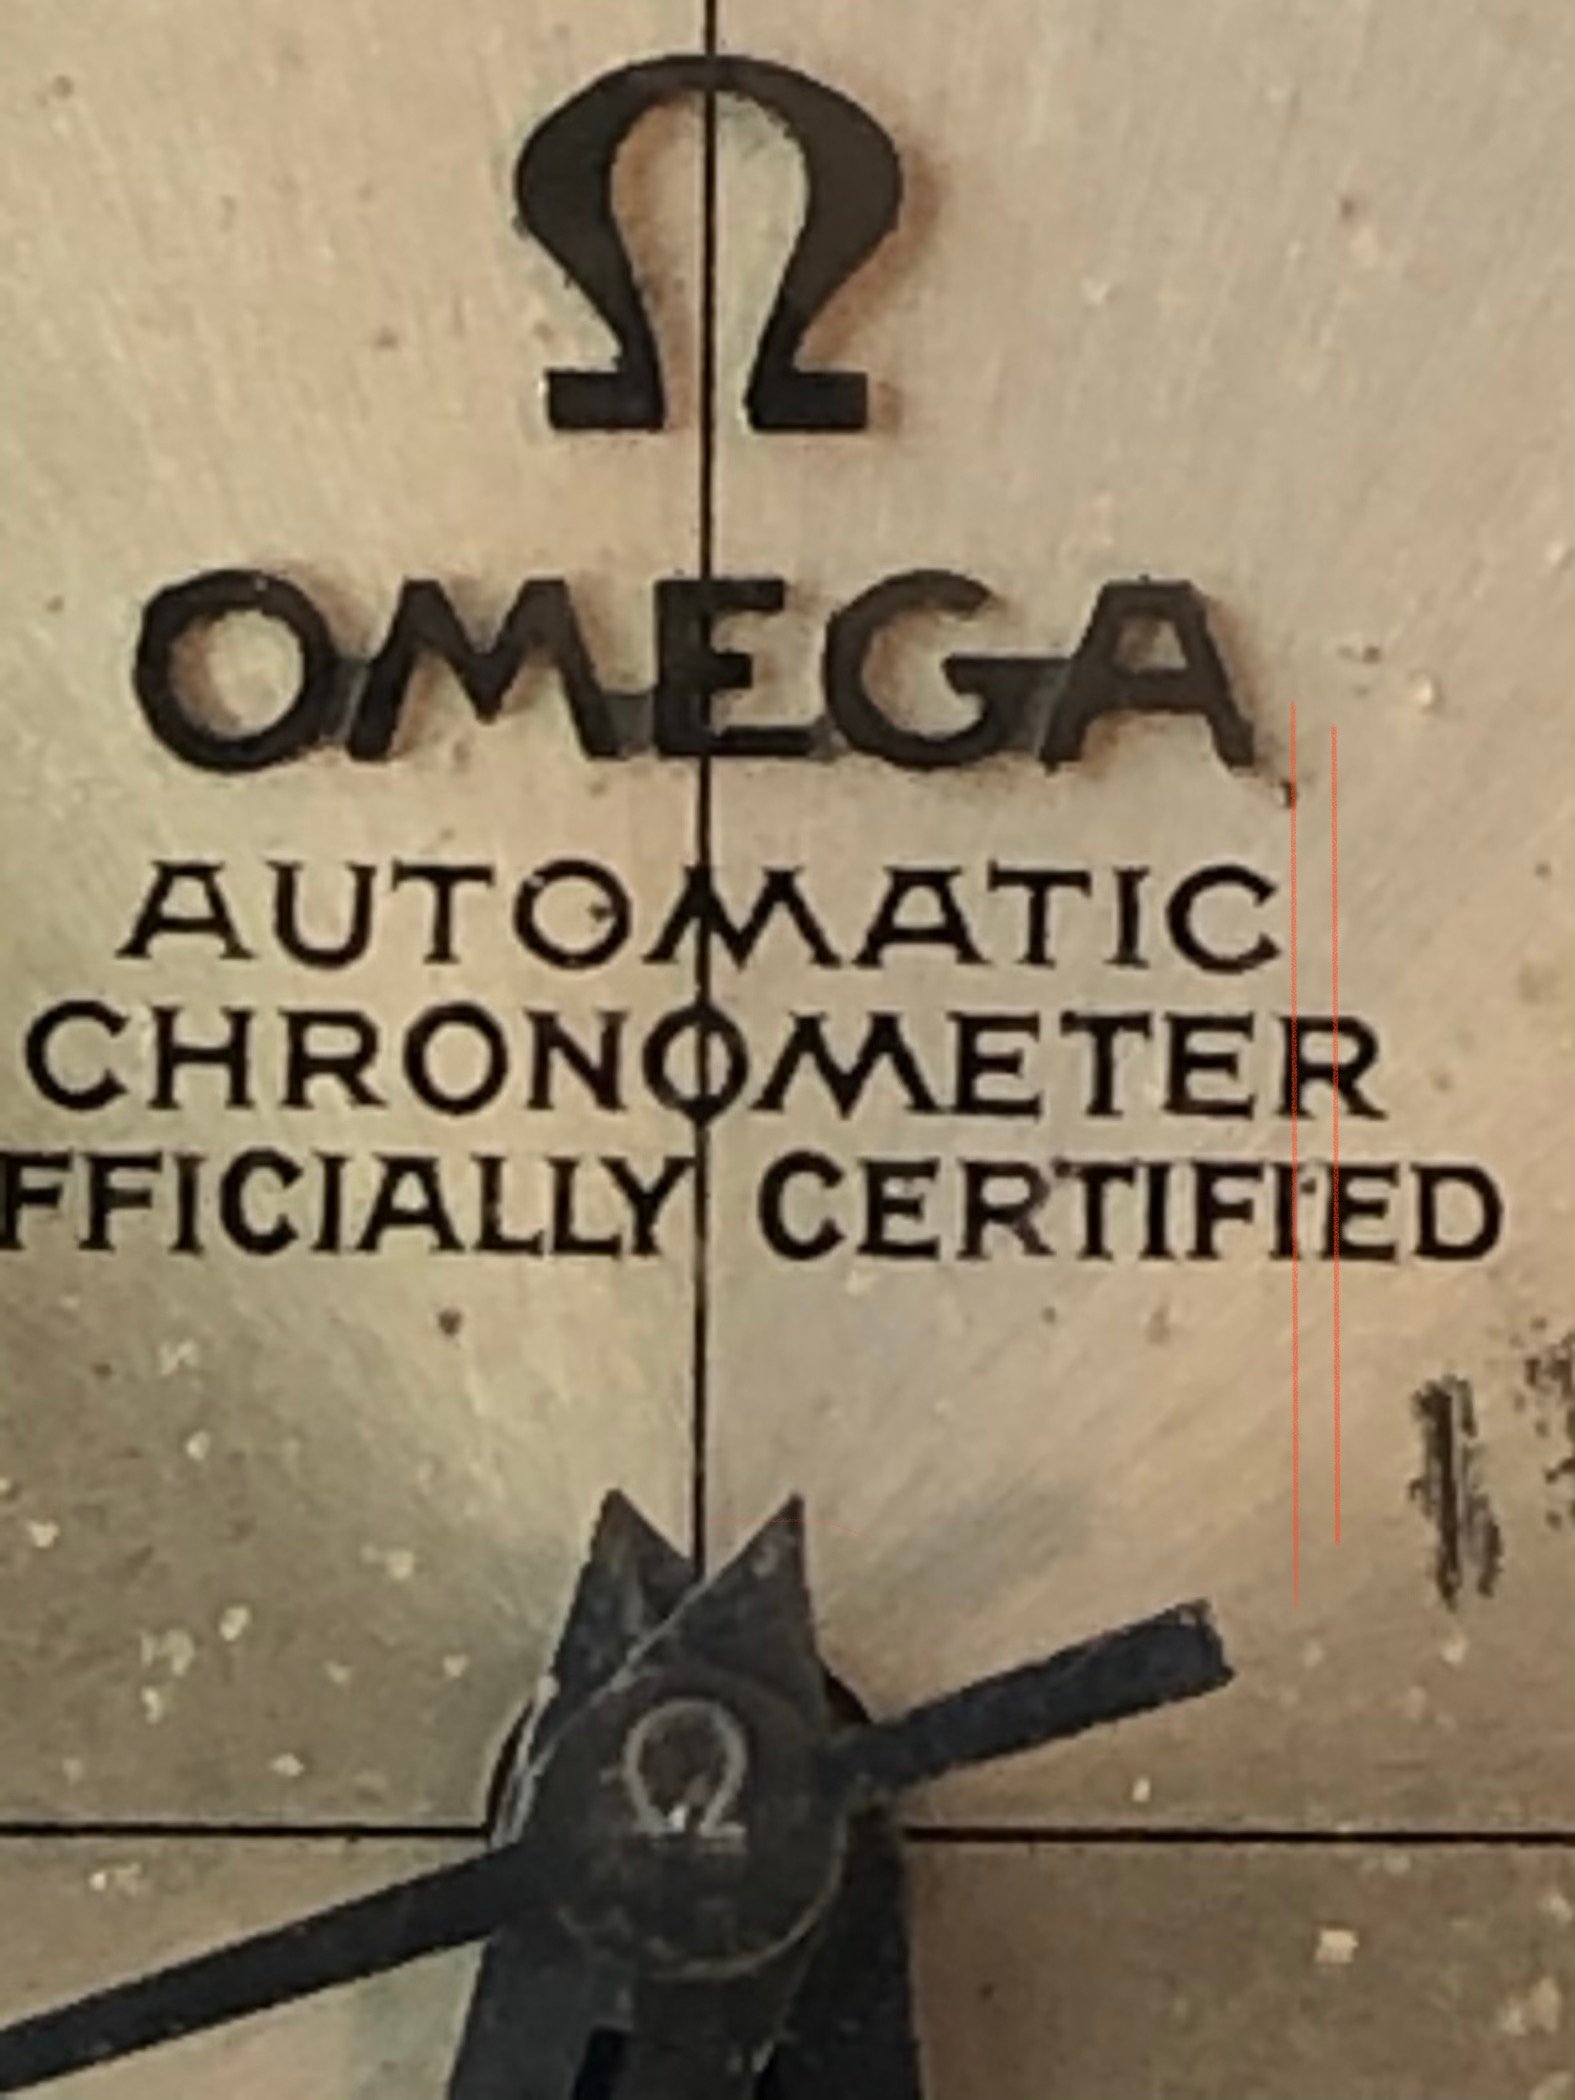 Ω
OMEGA
AUTOMATIC
CHRONOMETER
FFICIALLY CERTIFIED
Ω